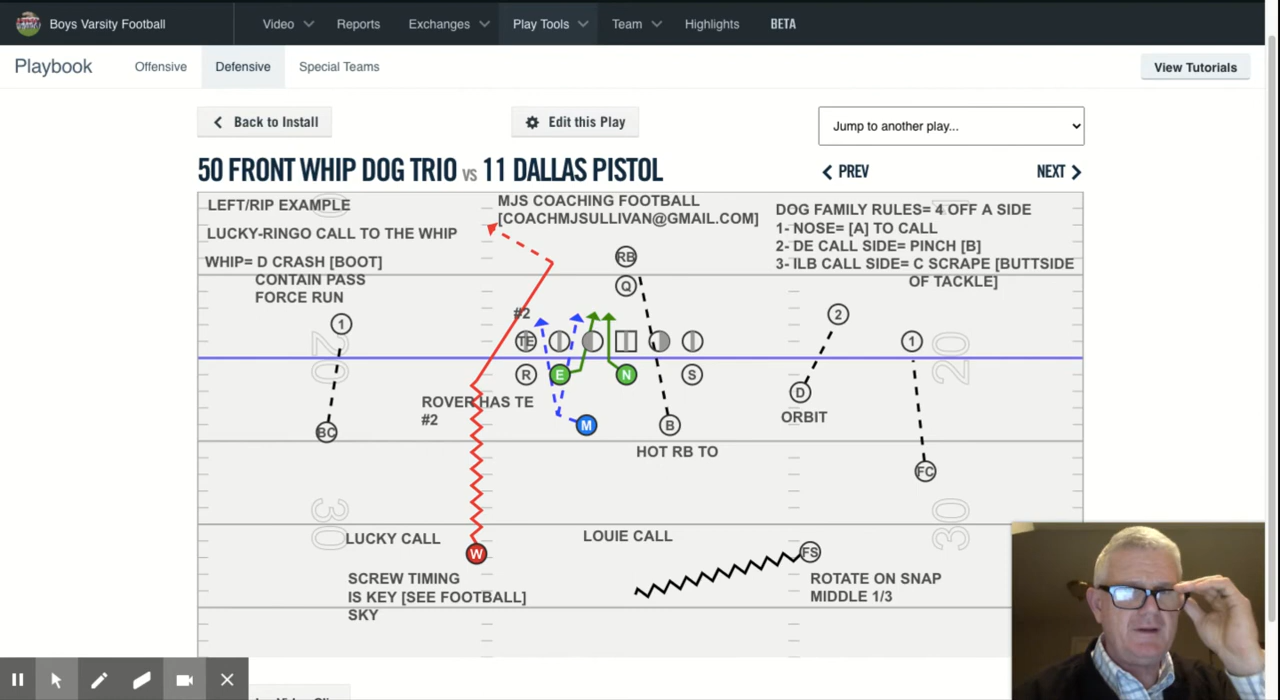 Boys Varsity Football
Video
Reports
Exchanges
Play Tools
Team
Highlights
BETA
Playbook
Offensive
Defensive
Special Teams
View Tutorials
Back to Install
Edit this Play
Jump to another play...
50 FRONT WHIP DOG TRIO VS 11 DALLAS PISTOL
PREV
NEXT
LEFT/RIP EXAMPLE
LUCKY-RINGO CALL TO THE WHIP
WHIP= D CRASH [BOOT]
CONTAIN PASS
FORCE RUN
MJS COACHING FOOTBALL
[COACHMJSULLIVAN@GMAIL.COM]
DOG FAMILY RULES= 4 OFF A SIDE
1- NOSE= [A] TO CALL
2- DE CALL SIDE= PINCH [B]
3- ILB CALL SIDE= C SCRAPE [BUTTSIDE
OF TACKLE]
RB
Q
1
#2
2
TE
1
20
20
R
E
N
S
D
ORBIT
ROVER HAS TE
#2
BC
M
B
HOT RB TO
FC
30
30
LUCKY CALL
W
LOUIE CALL
FS
SCREW TIMING
IS KEY [SEE FOOTBALL]
SKY
ROTATE ON SNAP
MIDDLE 1/3